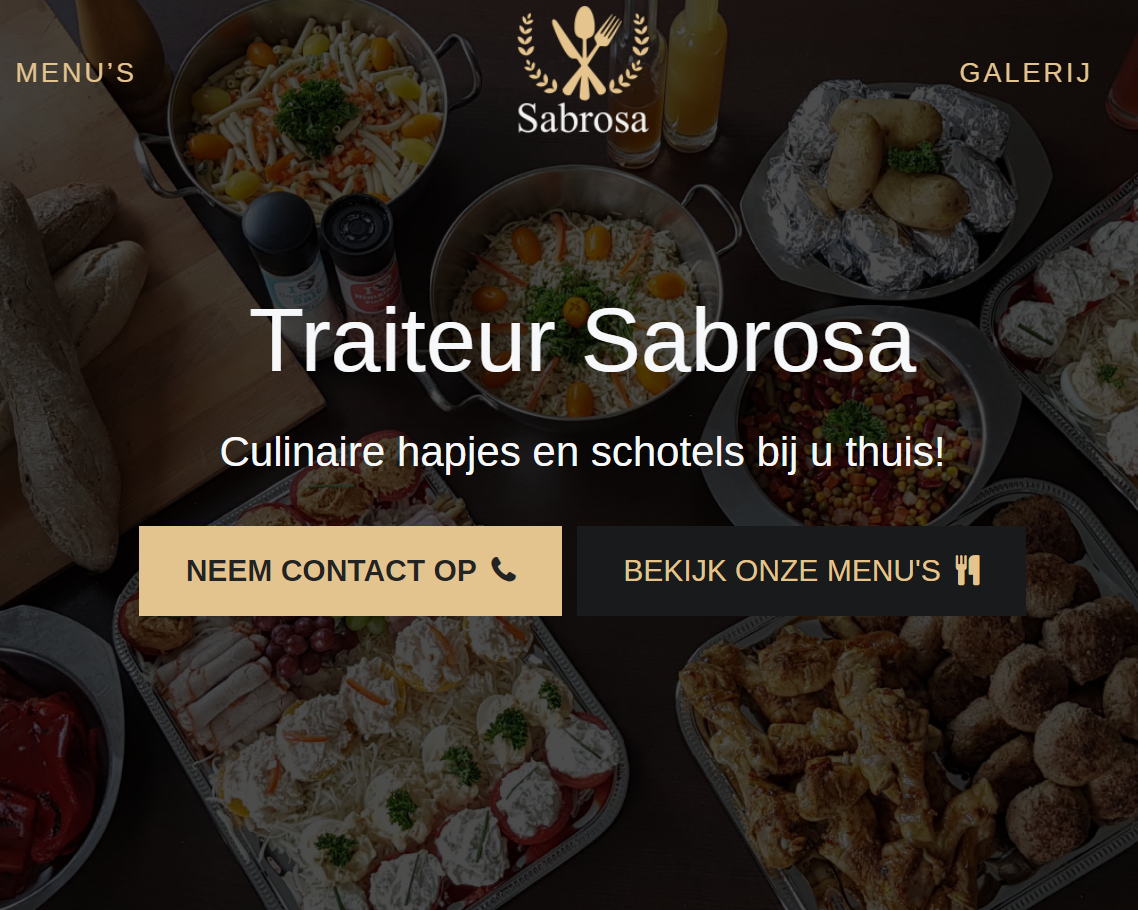 MENU’S
Sabrosa
GALERIJ
Traiteur Sabrosa
Culinaire hapjes en schotels bij u thuis!
NEEM CONTACT OP
BEKIJK ONZE MENU'S